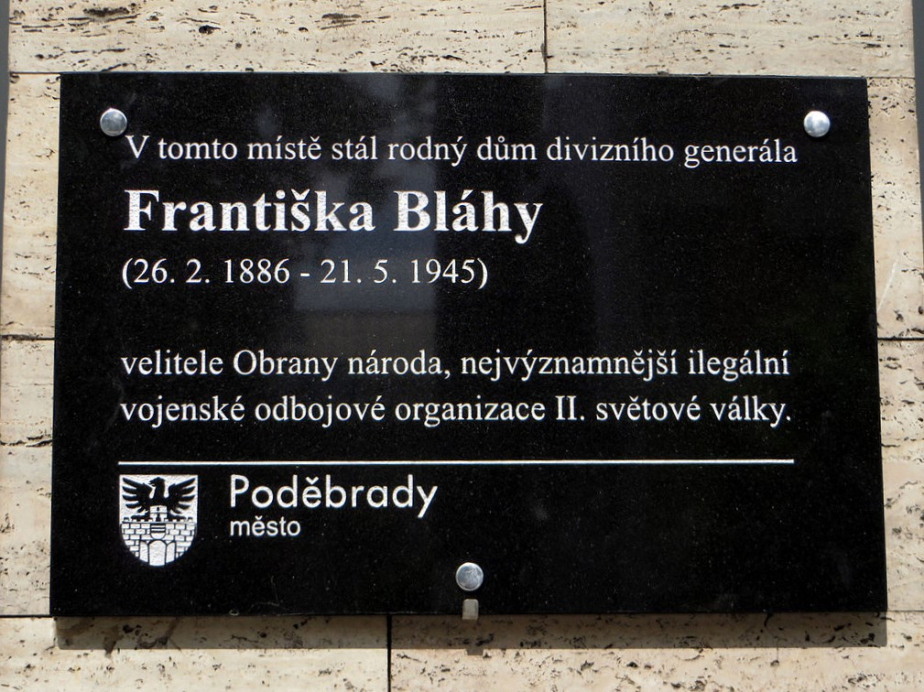 V tomto místě stál rodný dům divizního generála
Františka Bláhy
(26. 2. 1886 - 21. 5. 1945)
velitele Obrany národa, nejvýznamnější ilegální
vojenské odbojové organizace II. světové války.
Poděbrady
město